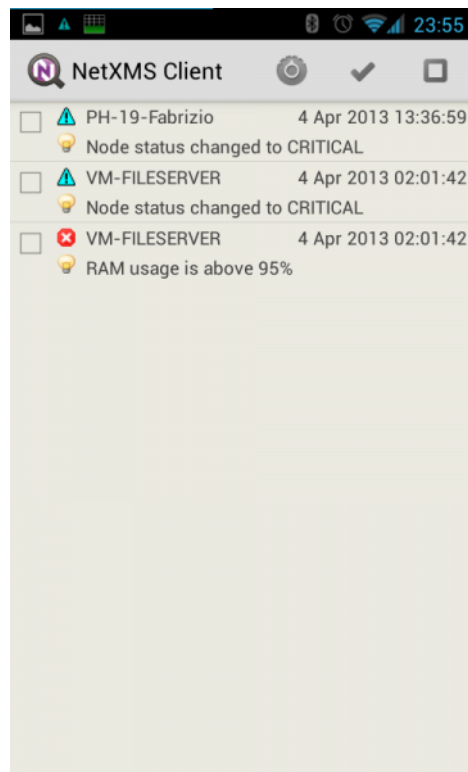 23:55
NetXMS Client
PH-19-Fabrizio 4 Apr 2013 13:36:59
Node status changed to CRITICAL
VM-FILESERVER 4 Apr 2013 02:01:42
Node status changed to CRITICAL
VM-FILESERVER 4 Apr 2013 02:01:42
RAM usage is above 95%